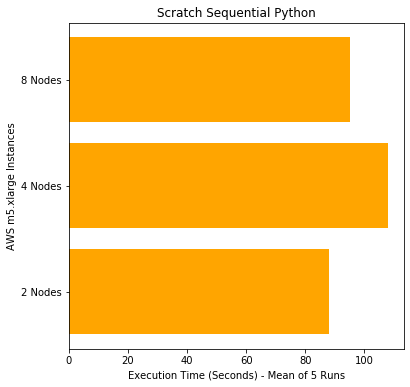 Scratch Sequential Python
8 Nodes
4 Nodes
2 Nodes
AWS m5.xlarge Instances
0 20 40 60 80 100
Execution Time (Seconds) - Mean of 5 Runs